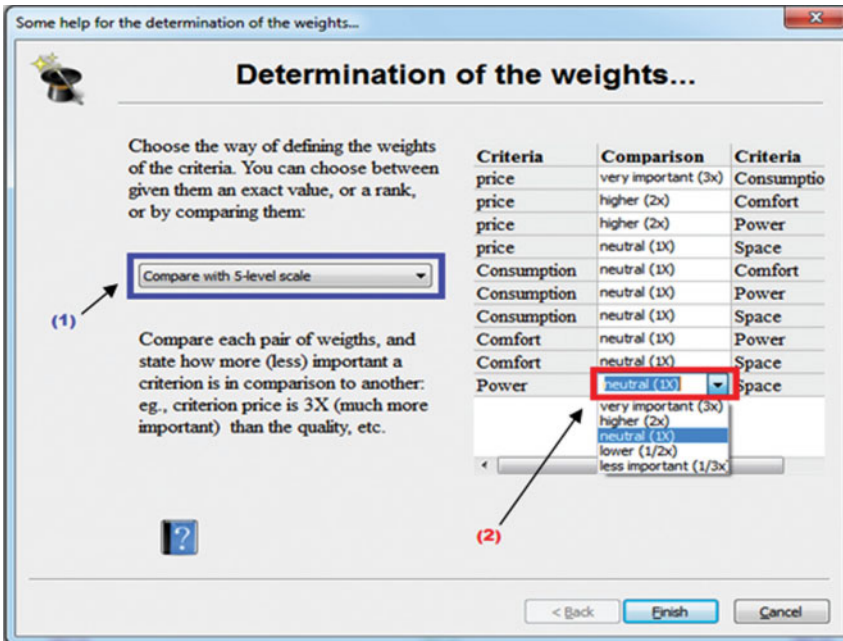 Some help for the determination of the weights...
Determination of the weights...
Choose the way of defining the weights
of the criteria. You can choose between
given them an exact value, or a rank,
or by comparing them:
Compare with 5-level scale
(1)
Compare each pair of weigths, and
state how more (less) important a
criterion is in comparison to another:
eg., criterion price is 3X (much more
important) than the quality, etc.
?
Criteria Comparison Criteria
price very important (3x) Consumptio
price higher (2x) Comfort
price higher (2x) Power
price neutral (1X) Space
Consumption neutral (1X) Comfort
Consumption neutral (1X) Power
Consumption neutral (1X) Space
Comfort neutral (1X) Power
Comfort neutral (1X) Space
Power neutral (1X) Space
very important (3x)
higher (2x)
neutral (1X)
lower (1/2x)
less important (1/3x
(2)
< Back Finish Cancel